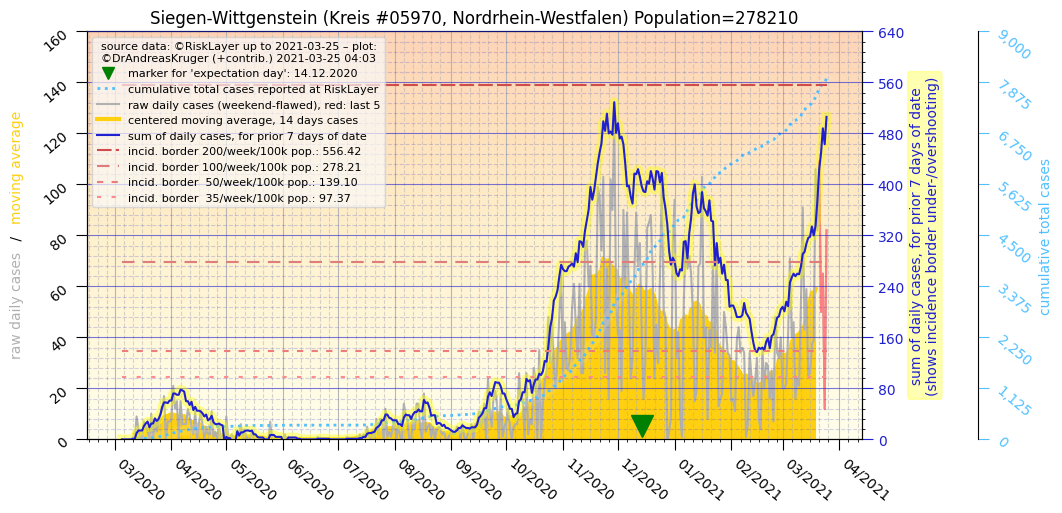 Siegen-Wittgenstein (Kreis #05970, Nordrhein-Westfalen) Population=278210
source data: ©RiskLayer up to 2021-03-25 – plot:
©DrAndreasKruger (+contrib.) 2021-03-25 04:03
marker for 'expectation day': 14.12.2020
cumulative total cases reported at RiskLayer
raw daily cases (weekend-flawed), red: last 5
centered moving average, 14 days cases
sum of daily cases, for prior 7 days of date
incid. border 200/week/100k pop.: 556.42
incid. border 100/week/100k pop.: 278.21
incid. border  50/week/100k pop.: 139.10
incid. border  35/week/100k pop.: 97.37
raw daily cases / moving average
160
140
120
100
80
60
40
20
0
03/2020
04/2020
05/2020
06/2020
07/2020
08/2020
09/2020
10/2020
11/2020
12/2020
01/2021
02/2021
03/2021
04/2021
640
560
480
400
320
240
160
80
0
sum of daily cases, for prior 7 days of date
(shows incidence border under-/overshooting)
9,000
7,875
6,750
5,625
4,500
3,375
2,250
1,125
0
cumulative total cases